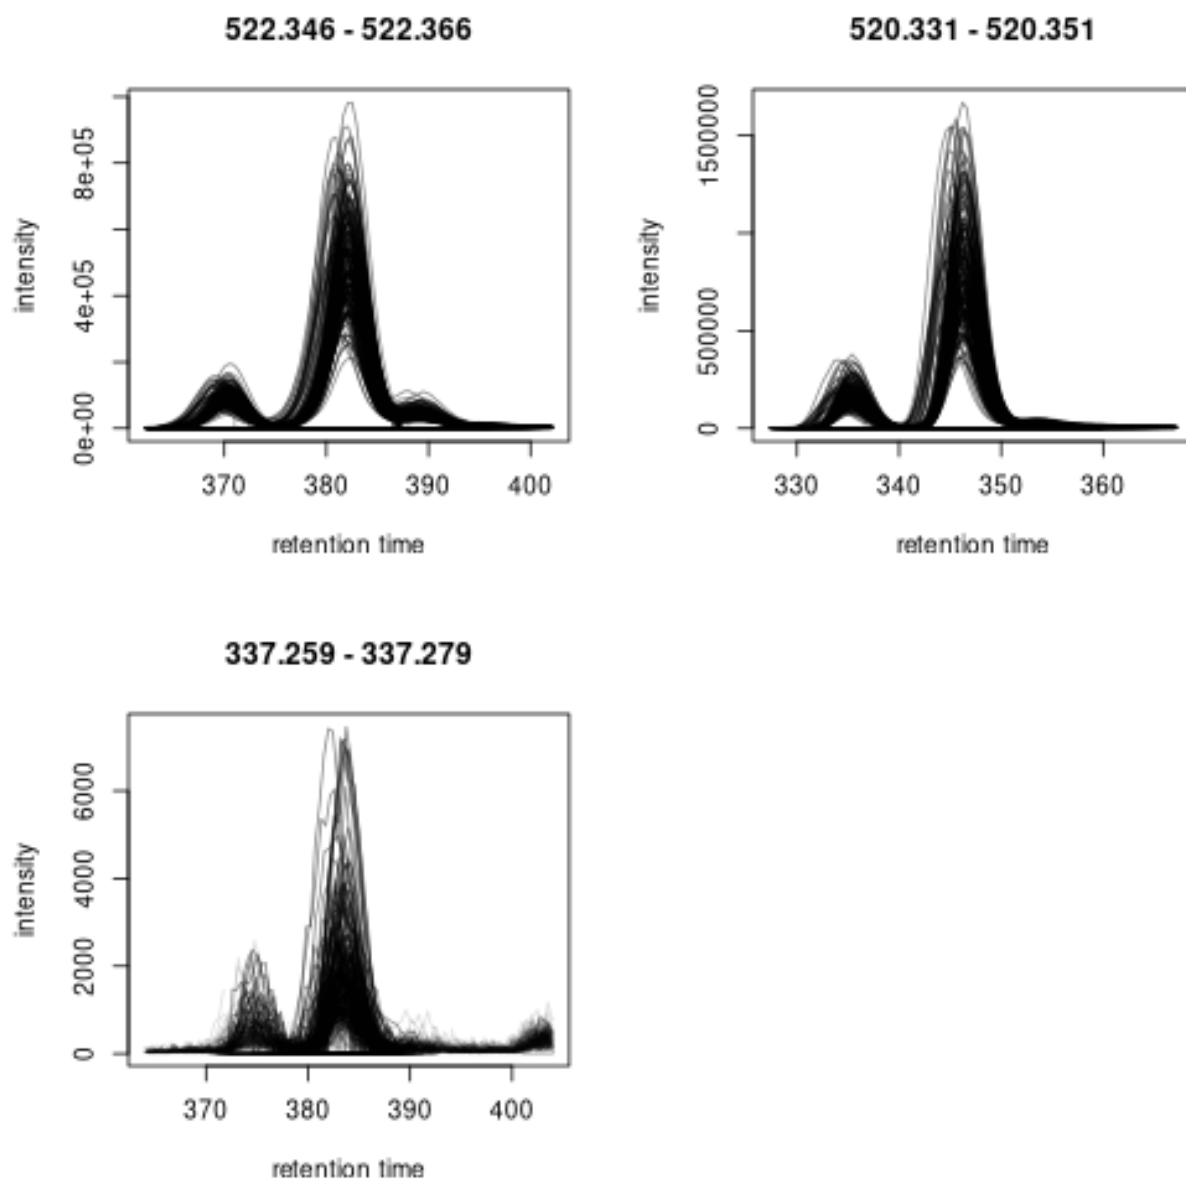 522.346 - 522.366
intensity
0e+00 4e+05 8e+05
370 380 390 400
retention time
520.331 - 520.351
intensity
0 500000 1500000
330 340 350 360
retention time
337.259 - 337.279
intensity
0 2000 4000 6000
370 380 390 400
retention time